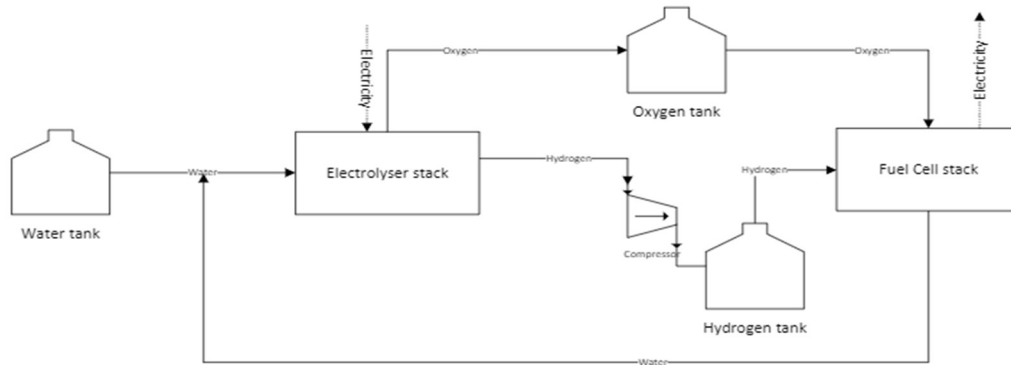 Electricity
Oxygen
Oxygen
Electricity
Oxygen tank
Water
Electrolyser stack
Hydrogen
Hydrogen
Fuel Cell stack
Water tank
Compressor
Hydrogen tank
Water